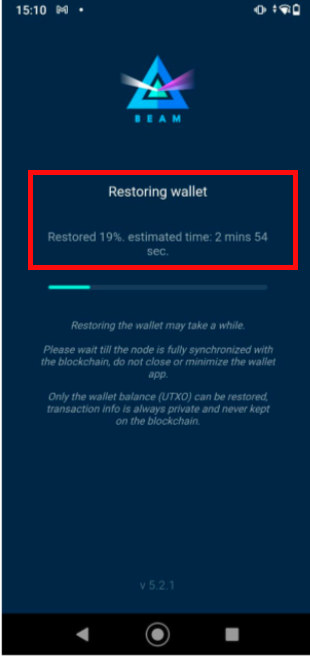 15:10
BEAM
Restoring wallet
Restored 19%. estimated time: 2 mins 54
sec.
Restoring the wallet may take a while.
Please wait till the node is fully synchronized with
the blockchain, do not close or minimize the wallet
app.
Only the wallet balance (UTXO) can be restored,
transaction info is always private and never kept
on the blockchain.
v 5.2.1